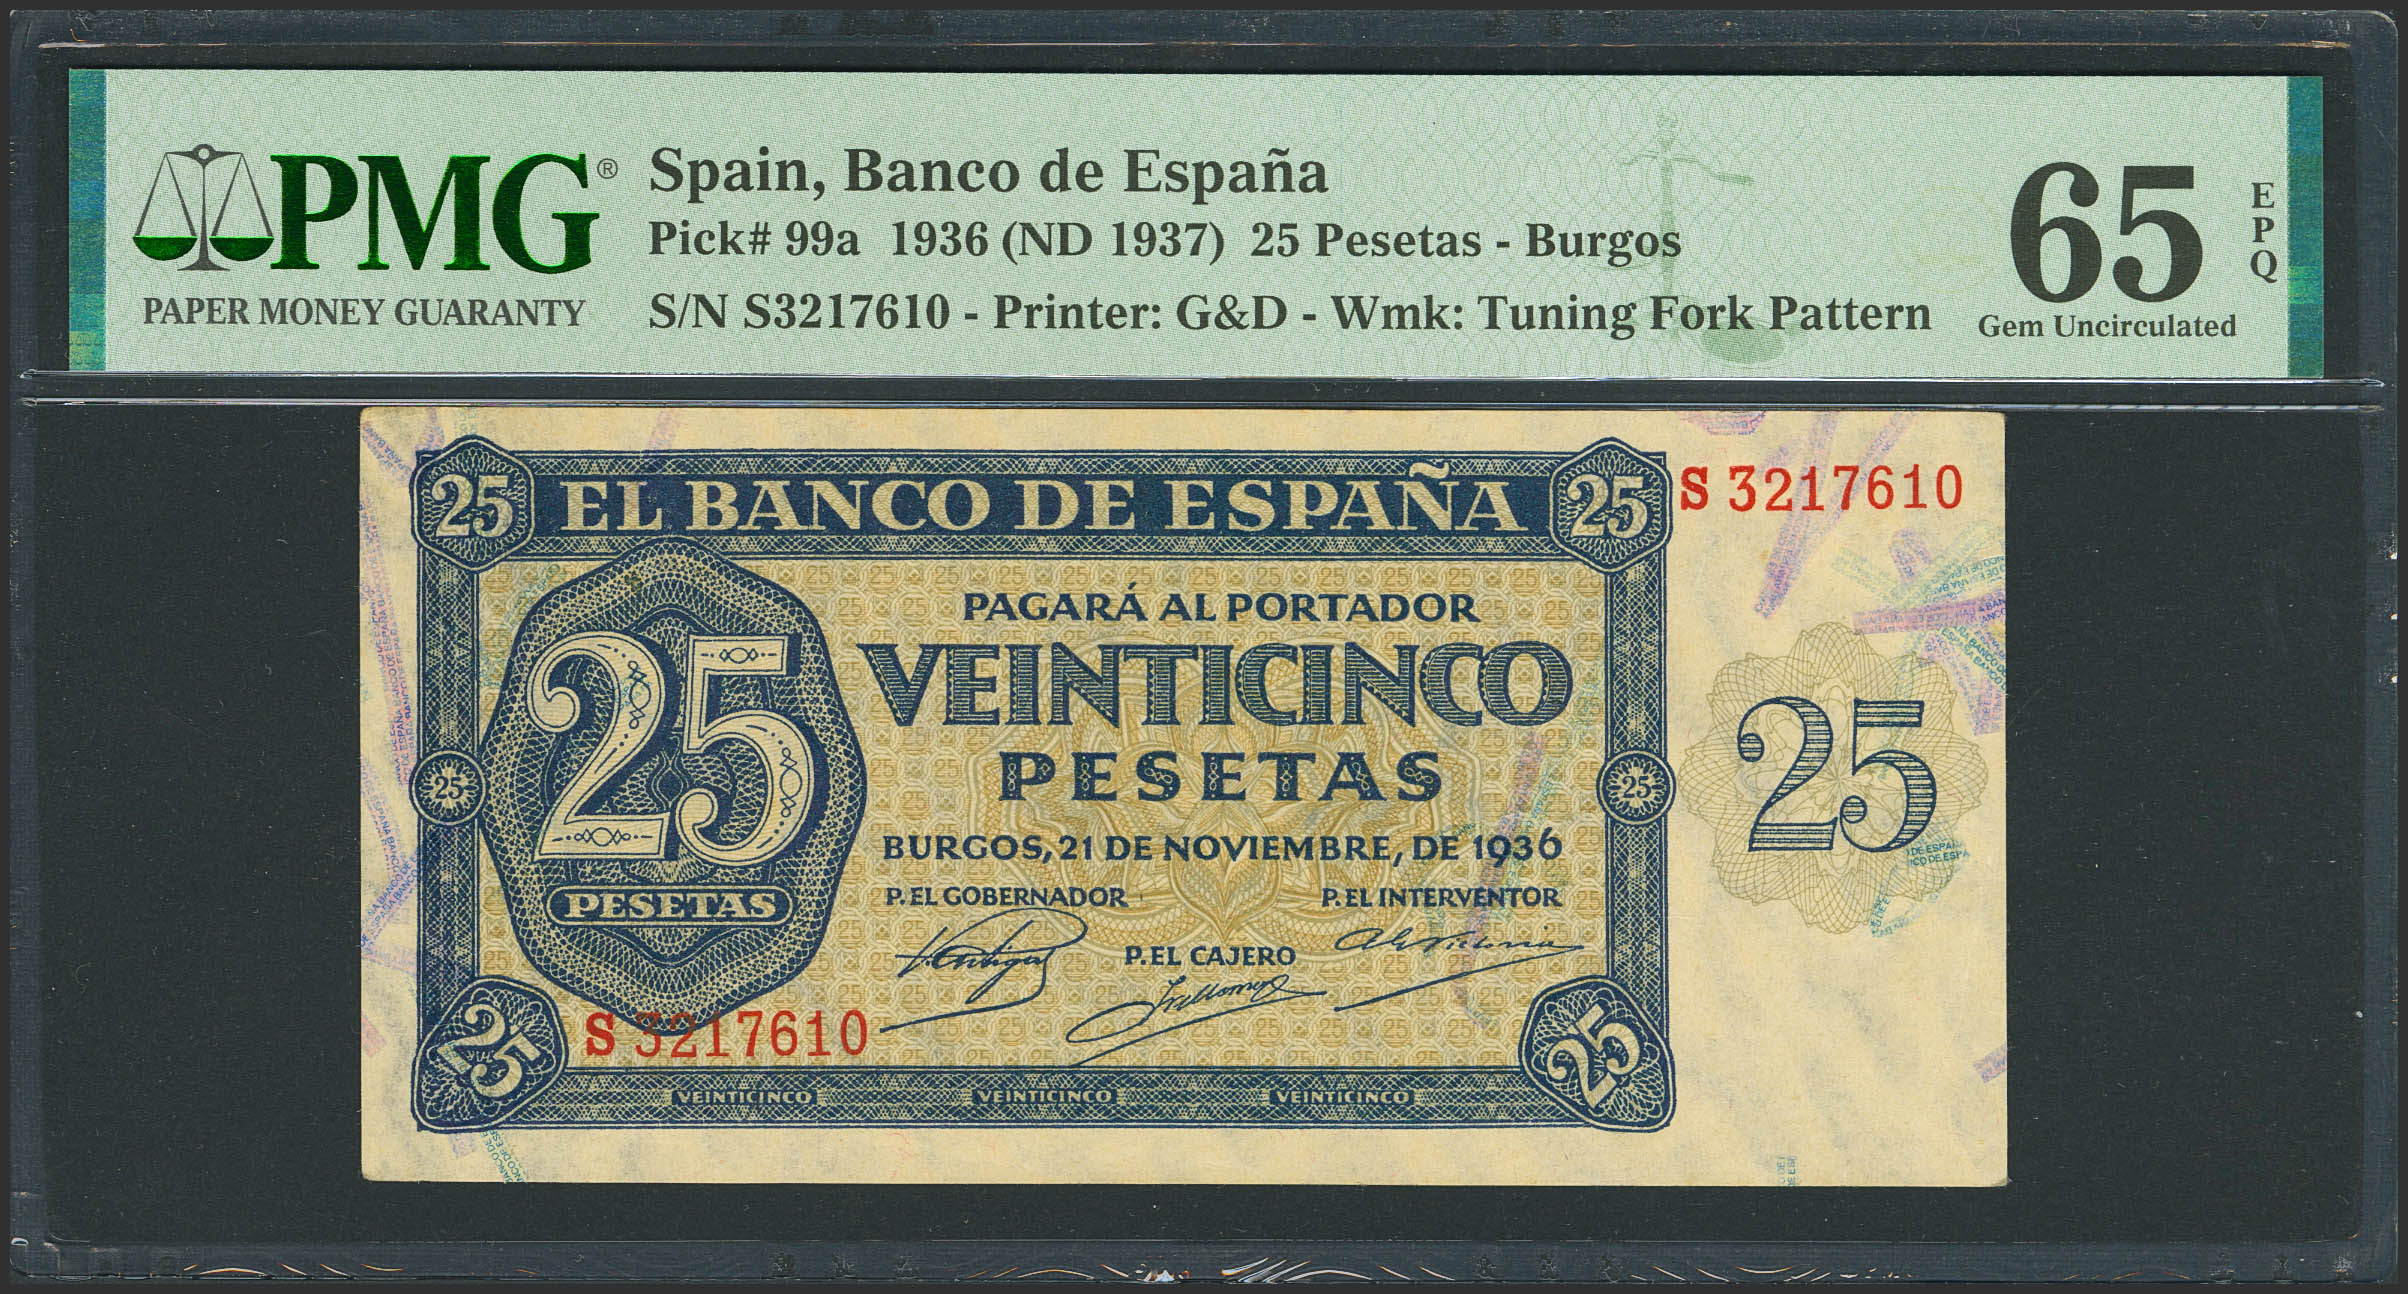 PMG®
PAPER MONEY GUARANTY
Spain, Banco de España
Pick# 99a 1936 (ND 1937) 25 Pesetas - Burgos
S/N S3217610 - Printer: G&D - Wmk: Tuning Fork Pattern
65
EPQ
Gem Uncirculated
25 EL BANCO DE ESPAÑA 25
S 3217610
PAGARÁ AL PORTADOR
25 VEINTICINCO
PESETAS
25 25 25
BURGOS, 21 DE NOVIEMBRE, DE 1936
PESETAS
P. EL GOBERNADOR P. EL INTERVENTOR
P. EL CAJERO
S 3217610
25 25
VEINTICINCO VEINTICINCO VEINTICINCO